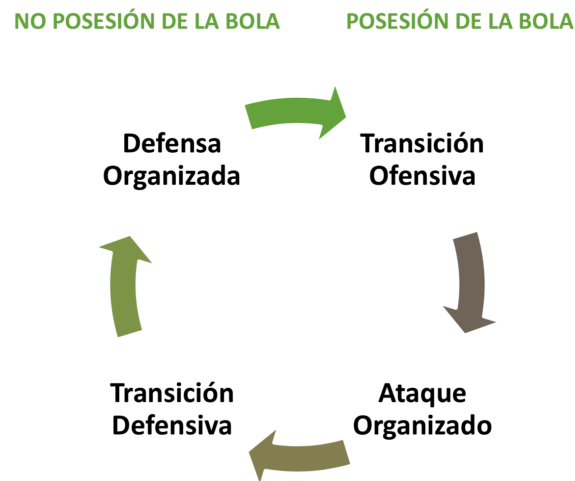 NO POSESIÓN DE LA BOLA
POSESIÓN DE LA BOLA
Defensa
Organizada
Transición
Ofensiva
Transición
Defensiva
Ataque
Organizado